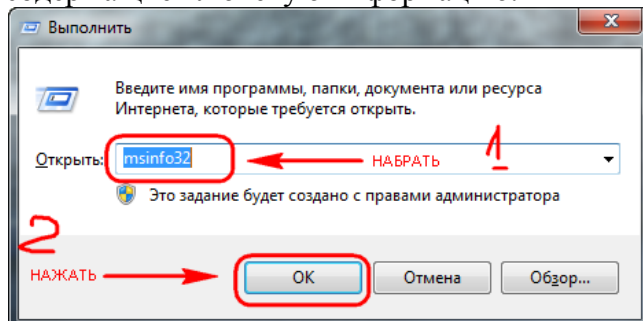 Выполнить
Введите имя программы, папки, документа или ресурса
Интернета, которые требуется открыть.
1
Открыть: msinfo32 НАБРАТЬ
Это задание будет создано с правами администратора
2
НАЖАТЬ OK Отмена Обзор...